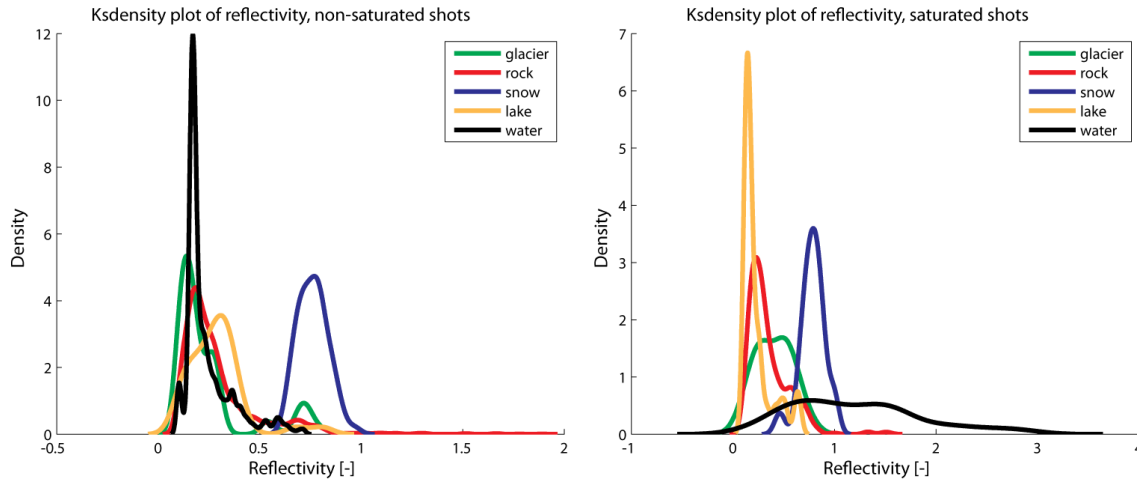 Ksdensity plot of reflectivity, non-saturated shots
12
10
8
6
4
2
0
Density
-0.5
0
0.5
1
1.5
2
Reflectivity [-]
glacier
rock
snow
lake
water
Ksdensity plot of reflectivity, saturated shots
7
6
5
4
3
2
1
0
Density
-1
0
1
2
3
4
Reflectivity [-]
glacier
rock
snow
lake
water